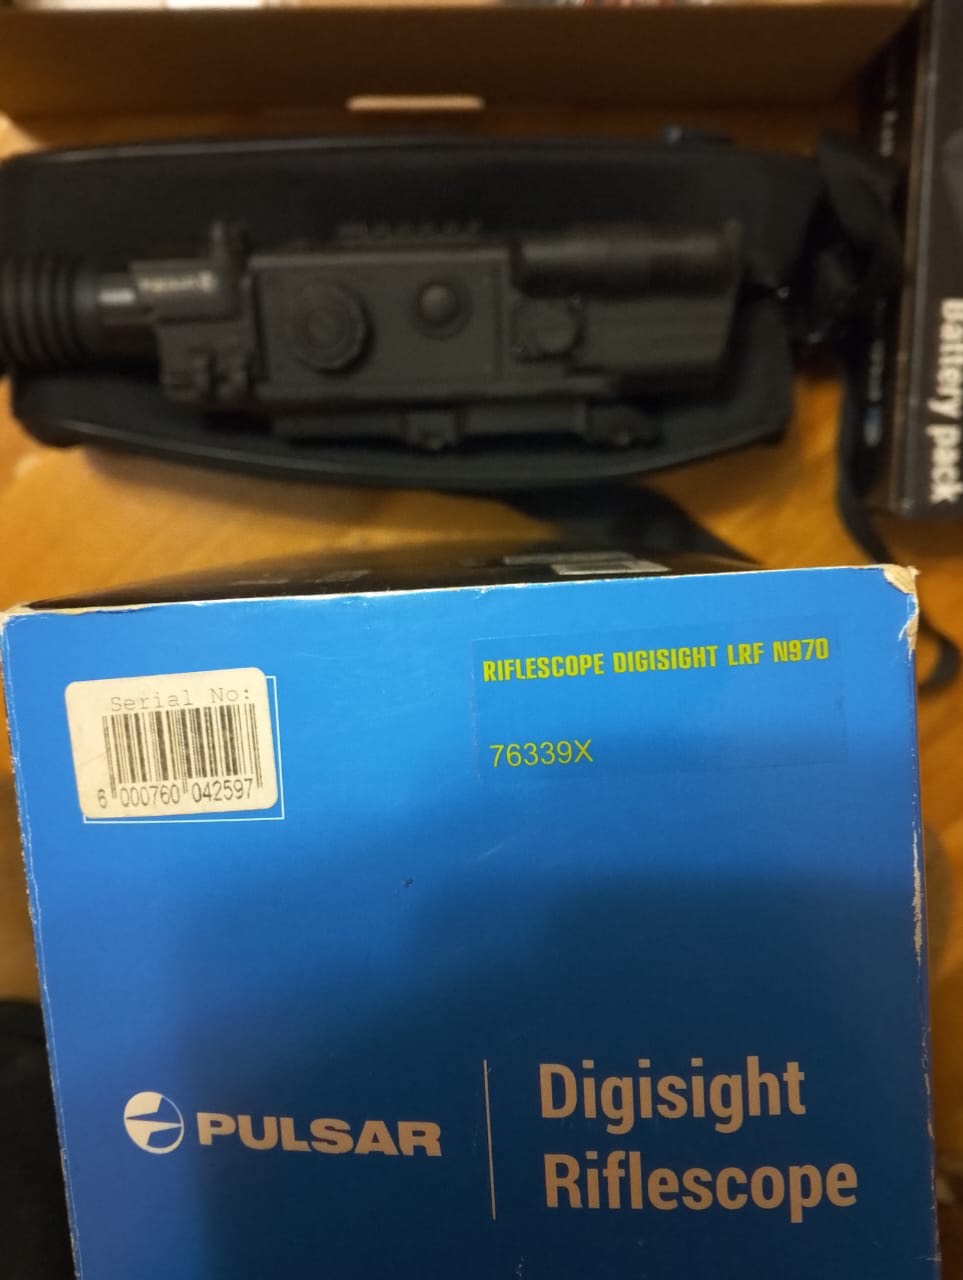 Battery pack
RIFLESCOPE DIGISIGHT LRF N970
76339X
Serial No:
6 000760 042597
PULSAR
Digisight
Riflescope